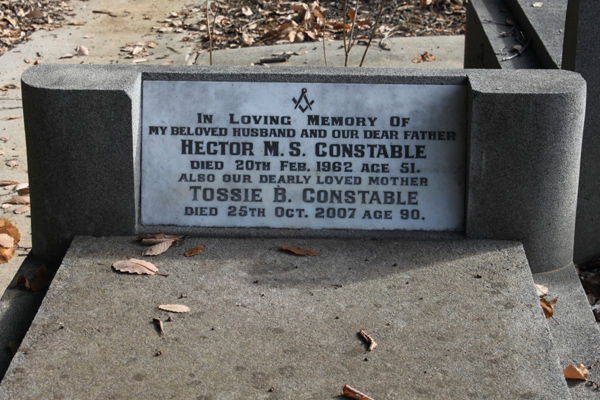 In Loving Memory Of
my beloved husband and our dear father
Hector M. S. Constable
died 20th Feb. 1962 age 51.
also our dearly loved mother
Tossie B. Constable
died 25th Oct. 2007 age 90.